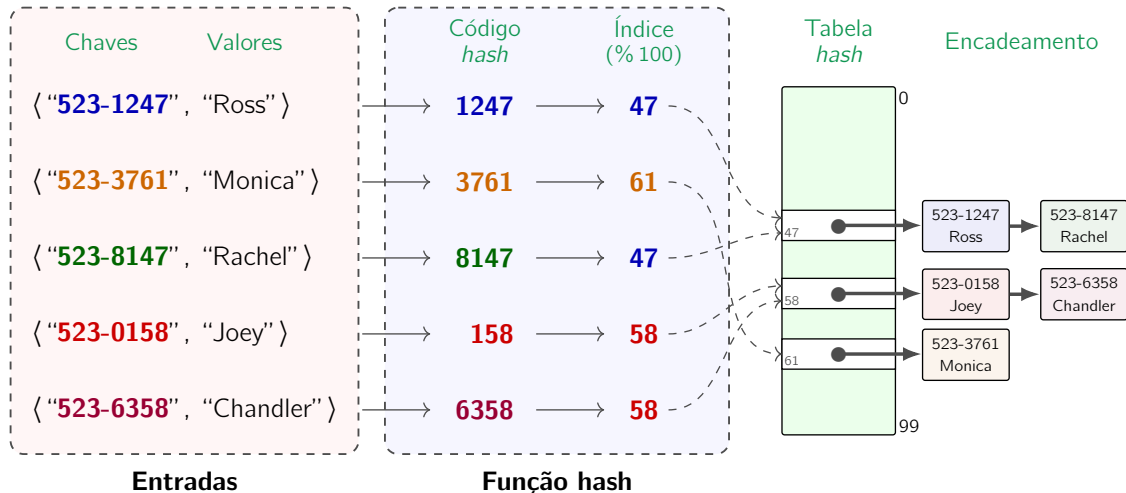 Chaves Valores
⟨ “523-1247”, “Ross” ⟩
⟨ “523-3761”, “Monica” ⟩
⟨ “523-8147”, “Rachel” ⟩
⟨ “523-0158”, “Joey” ⟩
⟨ “523-6358”, “Chandler” ⟩
Entradas
Código
hash
Índice
(% 100)
1247 47
3761 61
8147 47
158 58
6358 58
Função hash
Tabela
hash
0
47
58
61
99
Encadeamento
523-1247
Ross
523-8147
Rachel
523-0158
Joey
523-6358
Chandler
523-3761
Monica